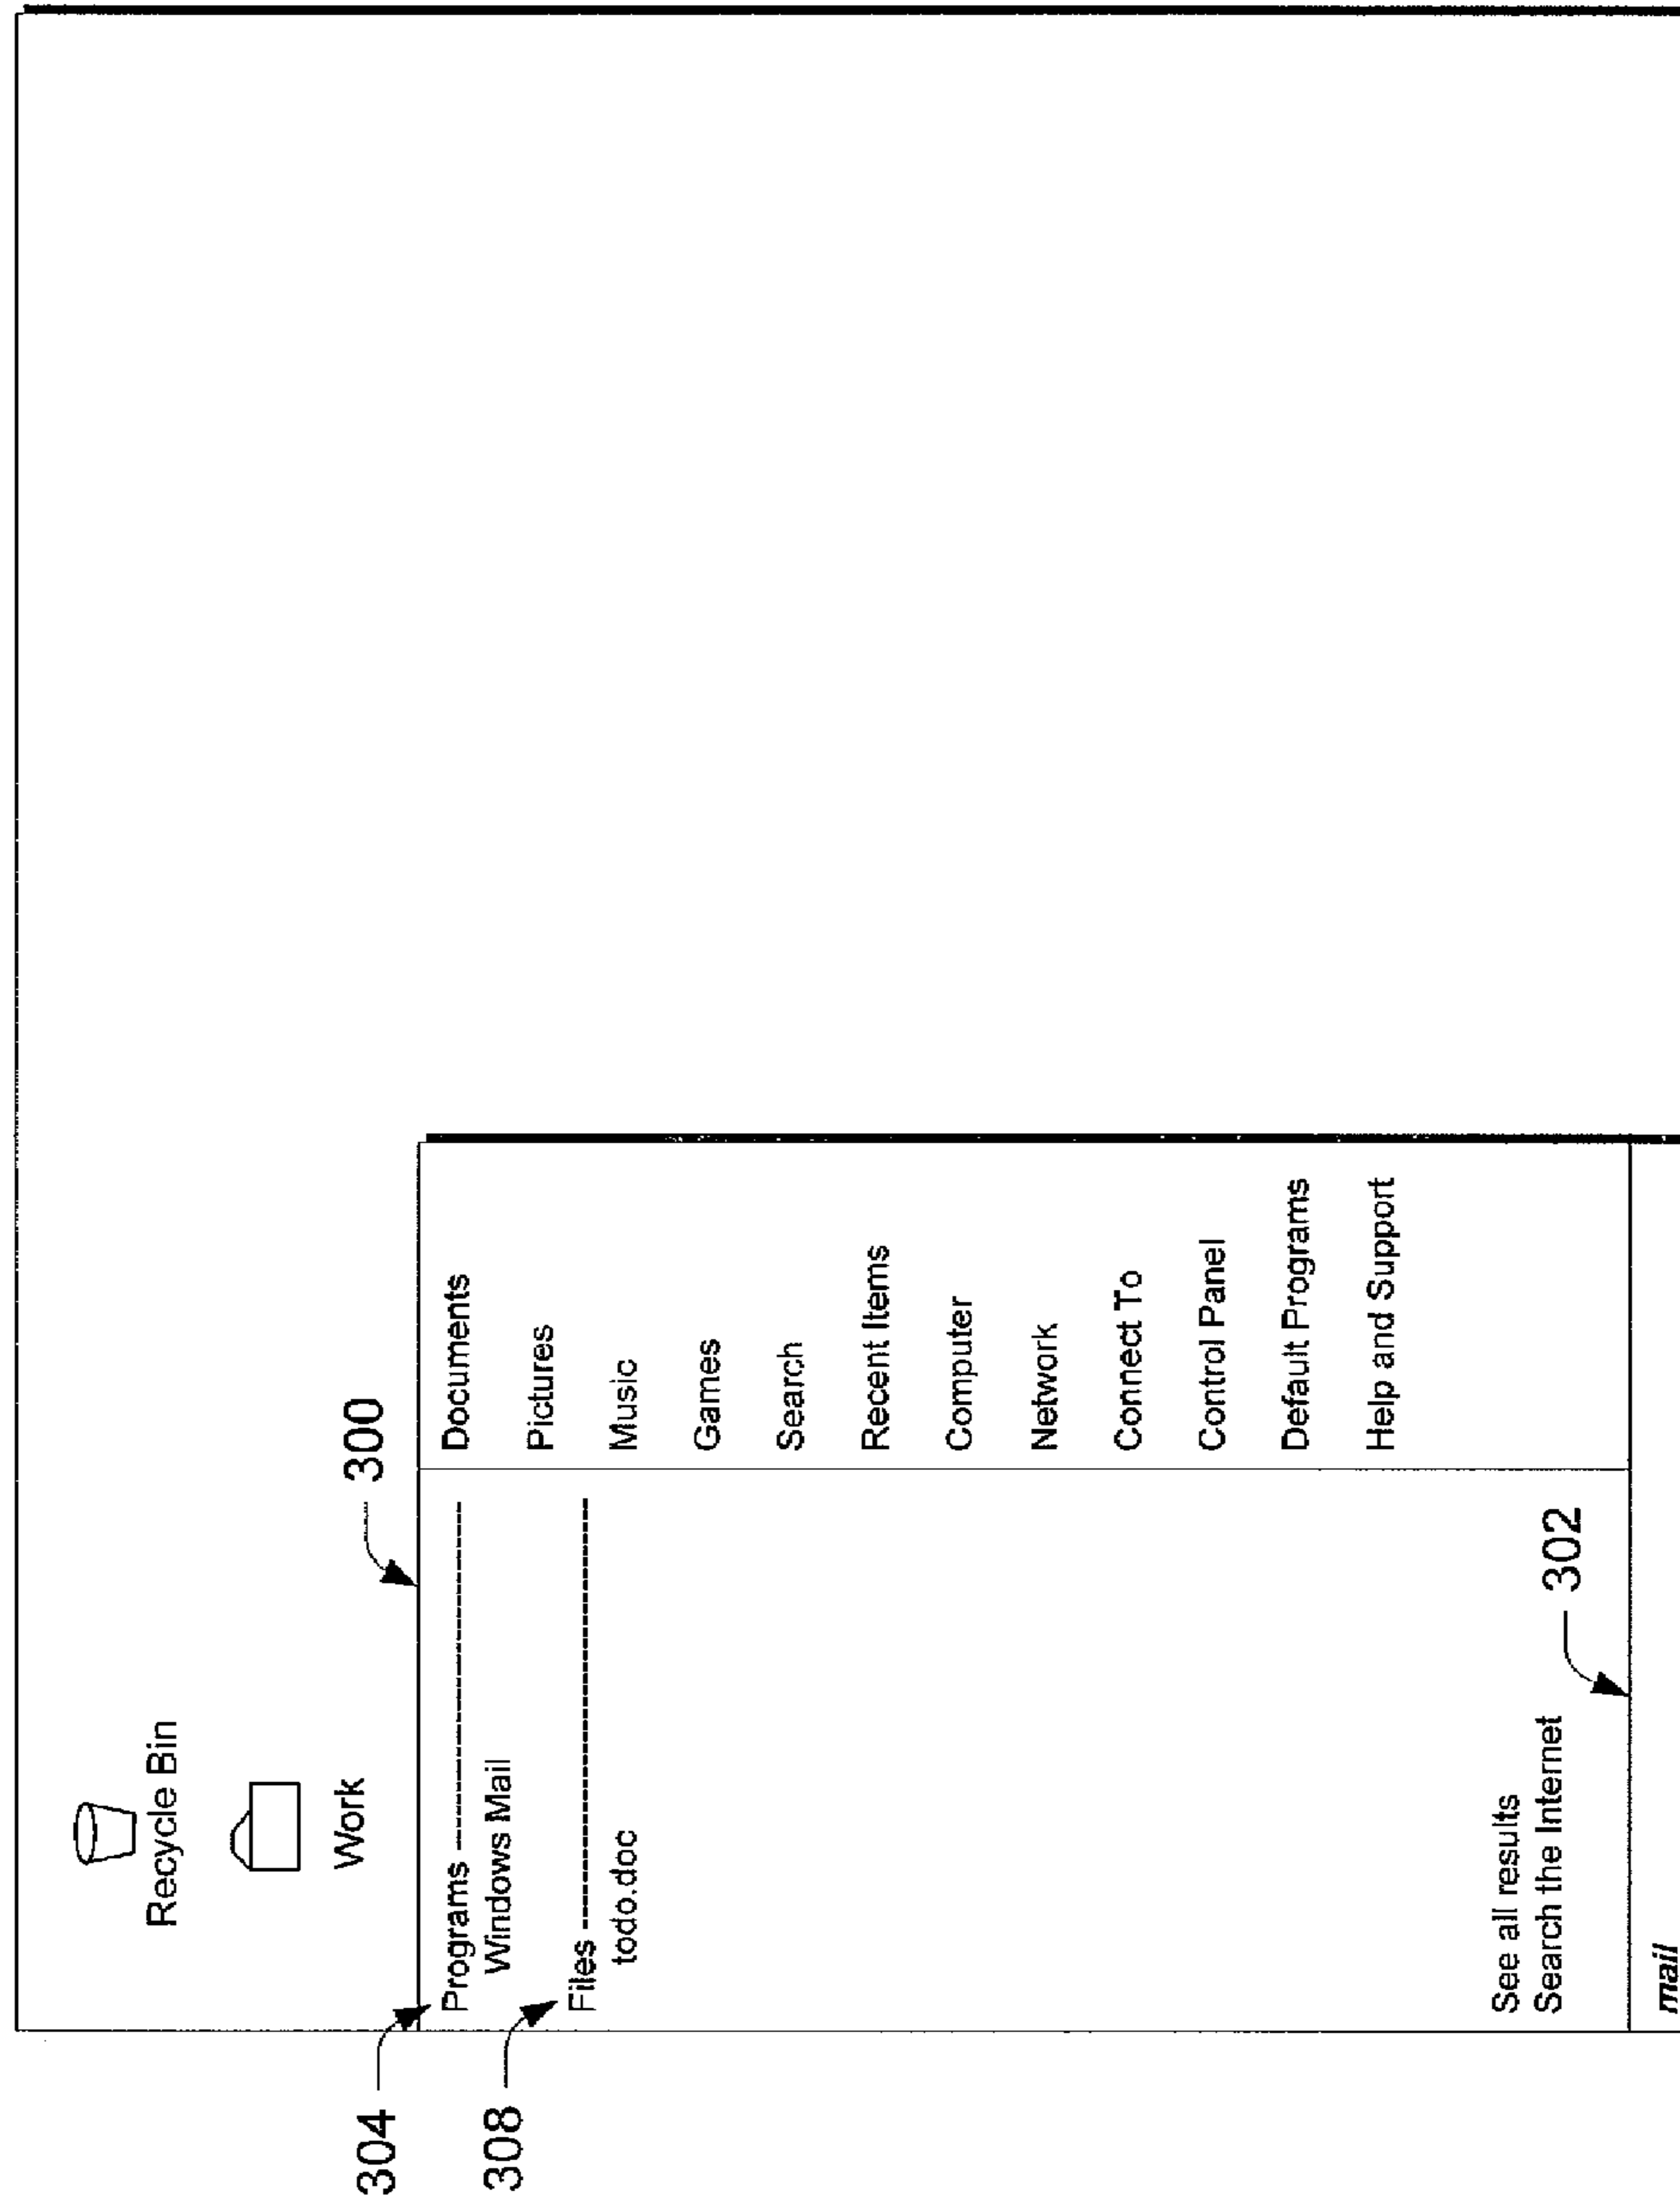 Recycle Bin
Work
300
304
Programs
Windows Mail
308
Files
todo.doc
See all results
Search the Internet
302
mail
Documents
Pictures
Music
Games
Search
Recent Items
Computer
Network
Connect To
Control Panel
Default Programs
Help and Support